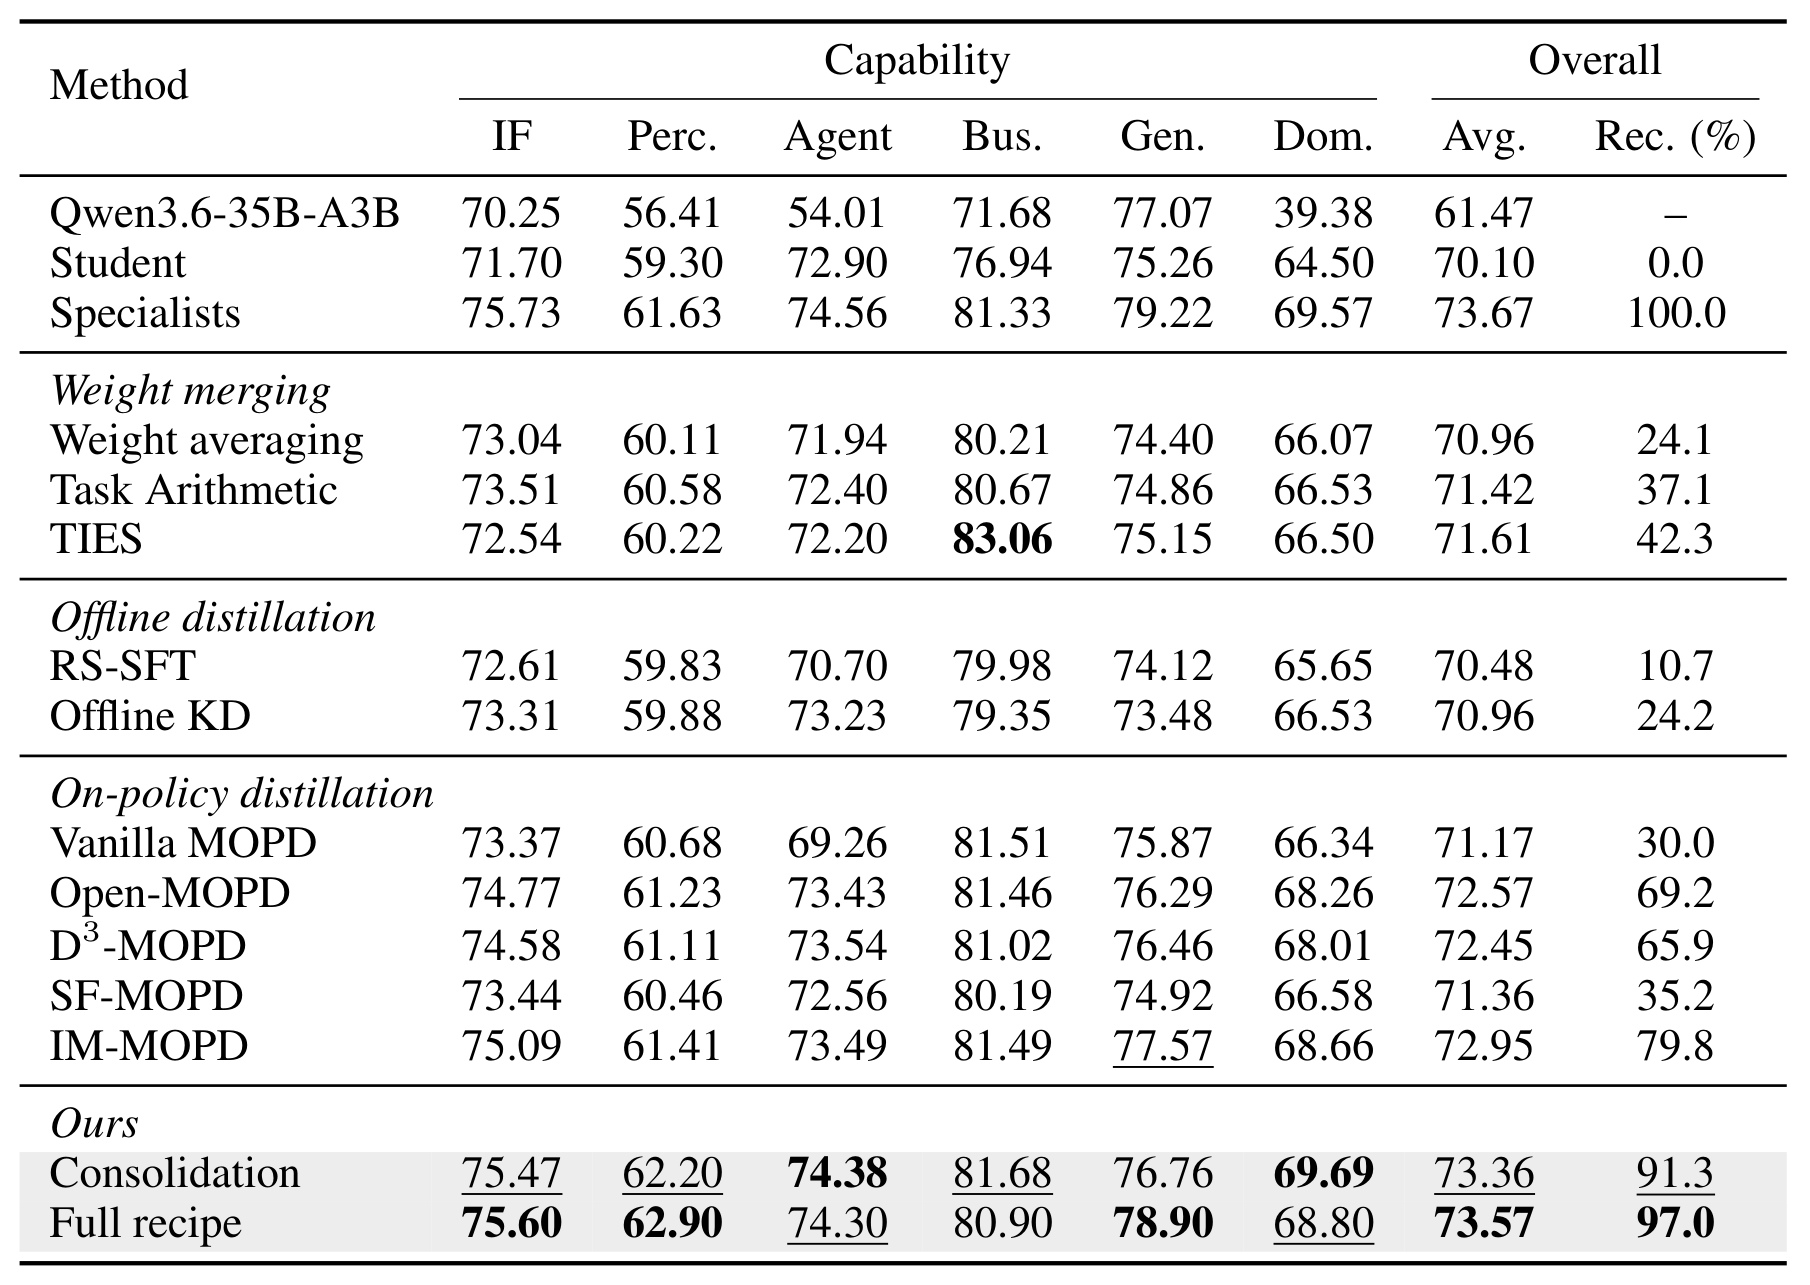 Method Capability Overall
IF Perc. Agent Bus. Gen. Dom. Avg. Rec. (%)
Qwen3.6-35B-A3B 70.25 56.41 54.01 71.68 77.07 39.38 61.47 –
Student 71.70 59.30 72.90 76.94 75.26 64.50 70.10 0.0
Specialists 75.73 61.63 74.56 81.33 79.22 69.57 73.67 100.0
Weight merging
Weight averaging 73.04 60.11 71.94 80.21 74.40 66.07 70.96 24.1
Task Arithmetic 73.51 60.58 72.40 80.67 74.86 66.53 71.42 37.1
TIES 72.54 60.22 72.20 83.06 75.15 66.50 71.61 42.3
Offline distillation
RS-SFT 72.61 59.83 70.70 79.98 74.12 65.65 70.48 10.7
Offline KD 73.31 59.88 73.23 79.35 73.48 66.53 70.96 24.2
On-policy distillation
Vanilla MOPD 73.37 60.68 69.26 81.51 75.87 66.34 71.17 30.0
Open-MOPD 74.77 61.23 73.43 81.46 76.29 68.26 72.57 69.2
D³-MOPD 74.58 61.11 73.54 81.02 76.46 68.01 72.45 65.9
SF-MOPD 73.44 60.46 72.56 80.19 74.92 66.58 71.36 35.2
IM-MOPD 75.09 61.41 73.49 81.49 77.57 68.66 72.95 79.8
Ours
Consolidation 75.47 62.20 74.38 81.68 76.76 69.69 73.36 91.3
Full recipe 75.60 62.90 74.30 80.90 78.90 68.80 73.57 97.0